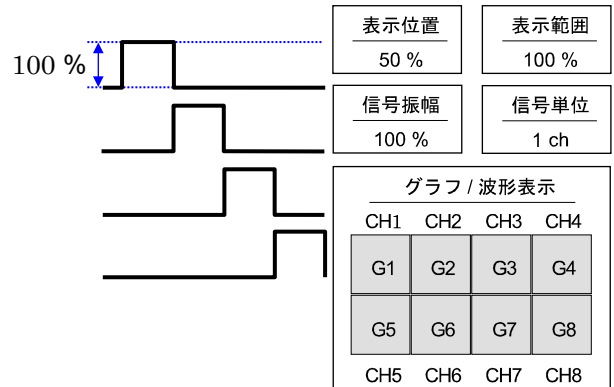 100 %
表示位置
50 %
表示範囲
100 %
信号振幅
100 %
信号単位
1 ch
グラフ / 波形表示
CH1 CH2 CH3 CH4
G1 G2 G3 G4
G5 G6 G7 G8
CH5 CH6 CH7 CH8